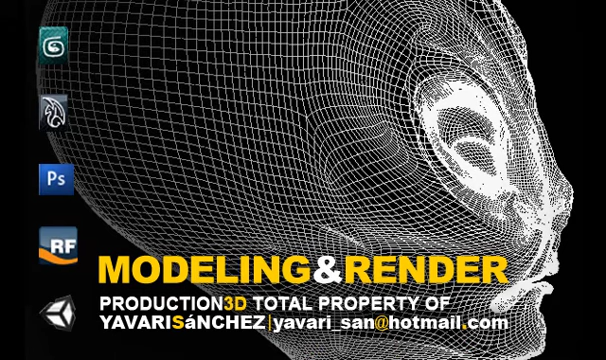 Ps
RF
MODELING&RENDER
PRODUCTION3D TOTAL PROPERTY OF
YAVARISáNCHEZ|yavari_san@hotmail.com